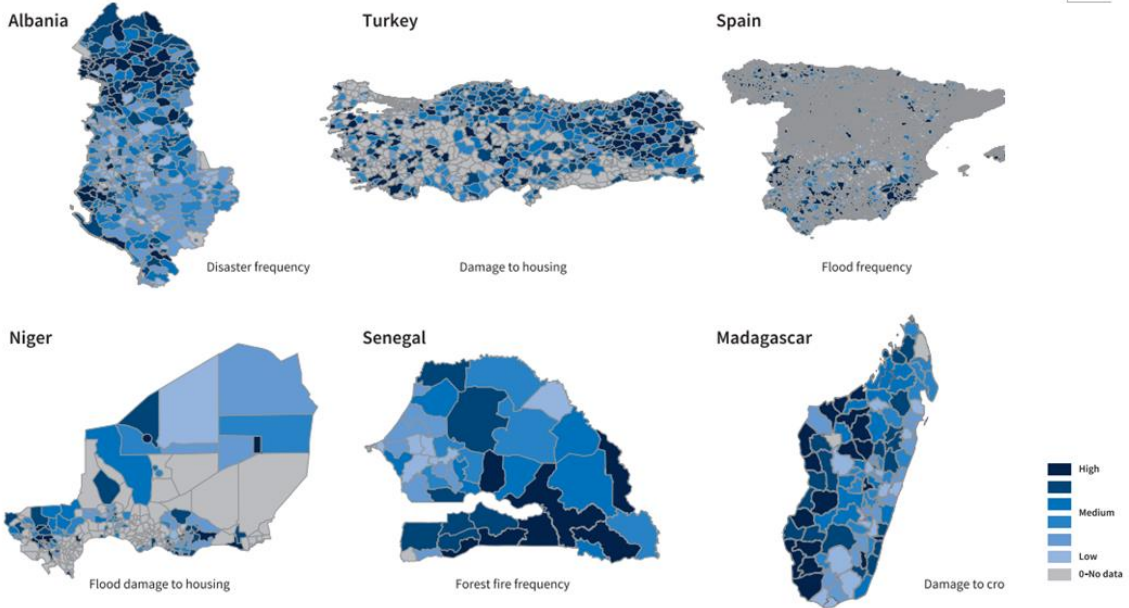 Albania
Turkey
Spain
Disaster frequency
Damage to housing
Flood frequency
Niger
Senegal
Madagascar
High
Medium
Low
0-No data
Flood damage to housing
Forest fire frequency
Damage to cro